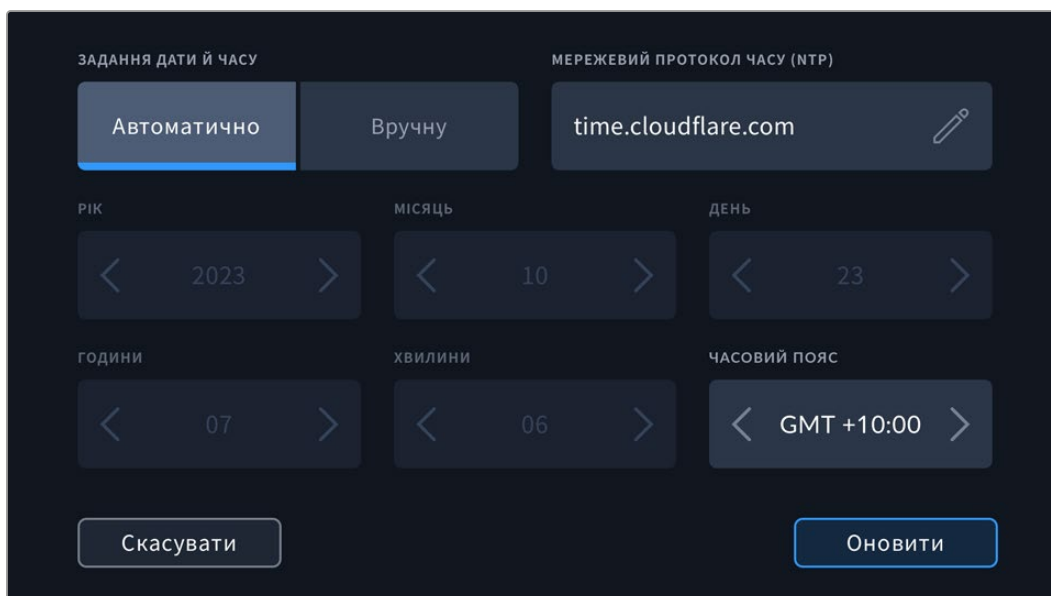 ЗАДАННЯ ДАТИ Й ЧАСУ
МЕРЕЖЕВИЙ ПРОТОКОЛ ЧАСУ (NTP)
Автоматично
Вручну
time.cloudflare.com
РІК
МІСЯЦЬ
ДЕНЬ
2023
10
23
ГОДИНИ
ХВИЛИНИ
ЧАСОВИЙ ПОЯС
07
06
GMT +10:00
Скасувати
Оновити